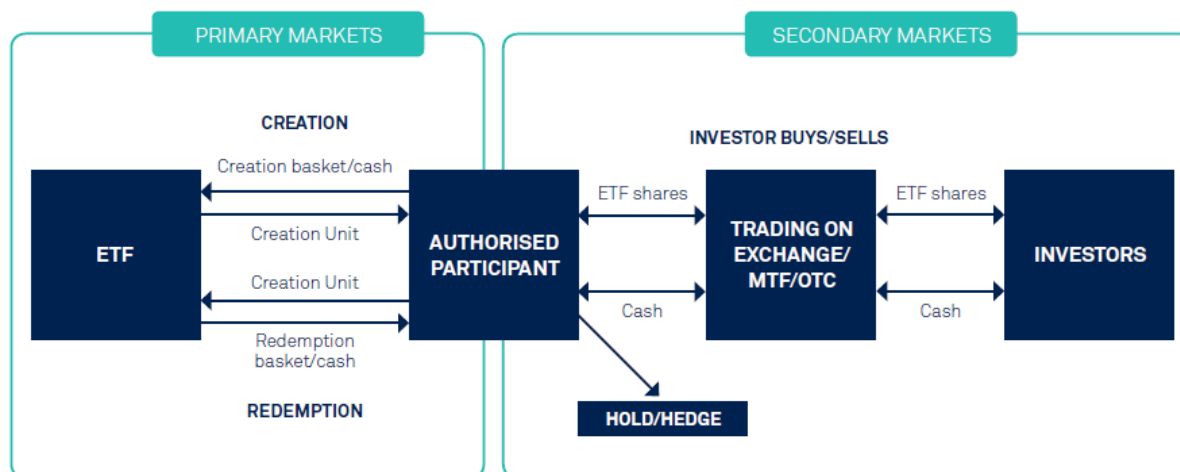 PRIMARY MARKETS
SECONDARY MARKETS
CREATION
Creation basket/cash
Creation Unit
Creation Unit
Redemption
basket/cash
REDEMPTION
ETF
AUTHORISED
PARTICIPANT
INVESTOR BUYS/SELLS
ETF shares
Cash
TRADING ON
EXCHANGE/
MTF/OTC
ETF shares
Cash
INVESTORS
HOLD/HEDGE